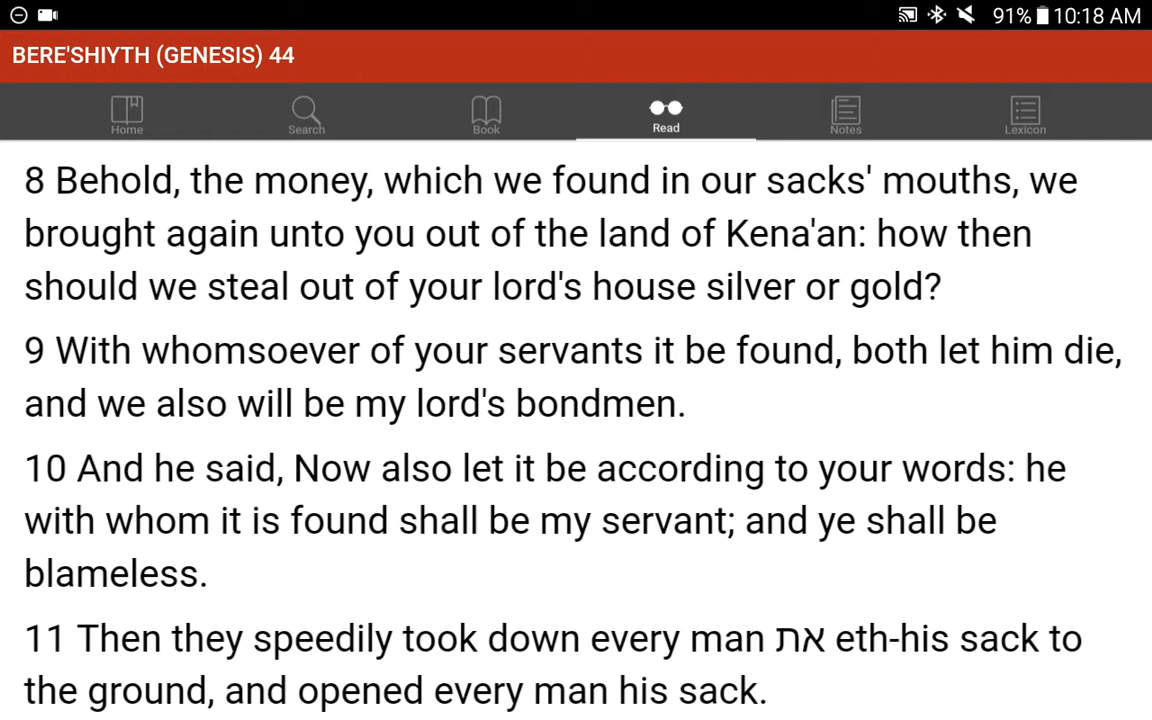 91% 10:18 AM
BERE'SHIYTH (GENESIS) 44
Home Search Book Read Notes Lexicon
8 Behold, the money, which we found in our sacks' mouths, we
brought again unto you out of the land of Kena'an: how then
should we steal out of your lord's house silver or gold?
9 With whomsoever of your servants it be found, both let him die,
and we also will be my lord's bondmen.
10 And he said, Now also let it be according to your words: he
with whom it is found shall be my servant; and ye shall be
blameless.
11 Then they speedily took down every man את eth-his sack to
the ground, and opened every man his sack.